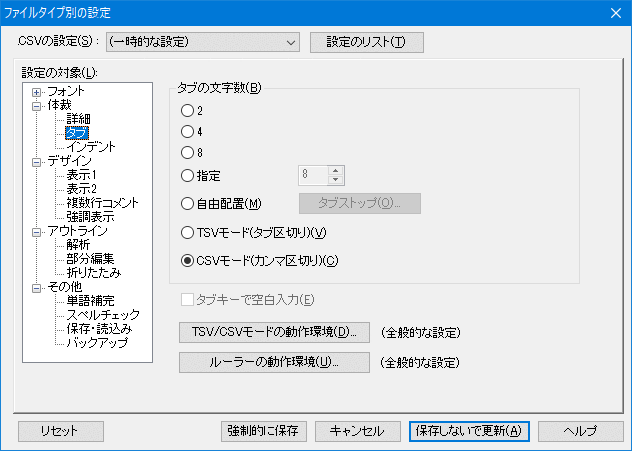 ファイルタイプ別の設定
CSVの設定(S): (一時的な設定) 設定のリスト(T)
設定の対象(L):
フォント
体裁
詳細
タブ
インデント
デザイン
表示1
表示2
複数行コメント
強調表示
アウトライン
解析
部分編集
折りたたみ
その他
単語補完
スペルチェック
保存・読込み
バックアップ
タブの文字数(B)
2
4
8
指定 8
自由配置(M) タブストップ(O)...
TSVモード(タブ区切り)(V)
CSVモード(カンマ区切り)(C)
タブキーで空白入力(E)
TSV/CSVモードの動作環境(D)... (全般的な設定)
ルーラーの動作環境(U)... (全般的な設定)
リセット 強制的に保存 キャンセル 保存しないで更新(A) ヘルプ